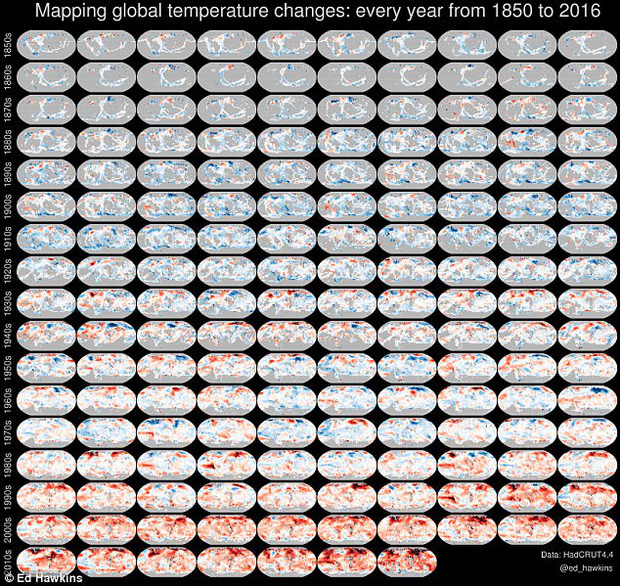 Mapping global temperature changes: every year from 1850 to 2016
1850s
1860s
1870s
1880s
1890s
1900s
1910s
1920s
1930s
1940s
1950s
1960s
1970s
1980s
1990s
2000s
2010s
Data: HadCRUT4.4
@ed_hawkins
© Ed Hawkins